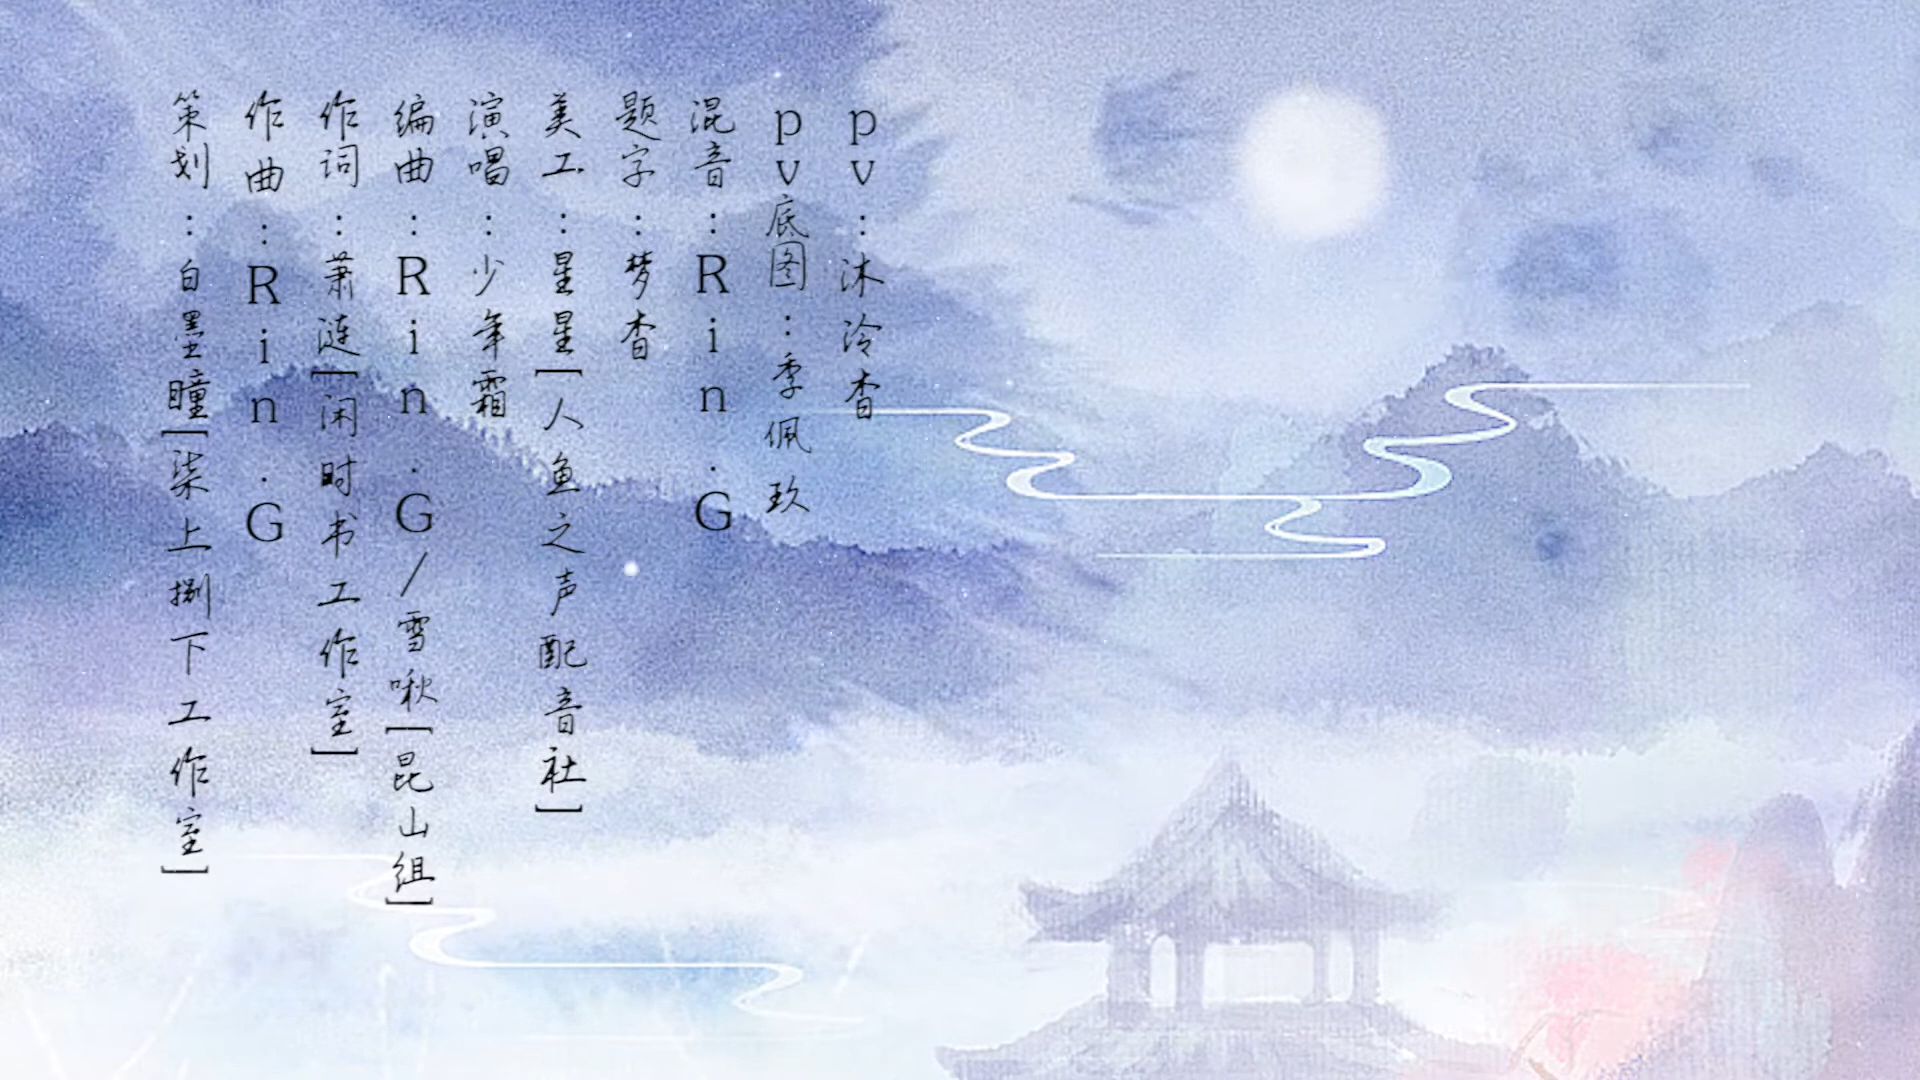 策划：白墨瞳[柒上捌下工作室]
作曲：Rin.G
作词：萧涟[闲时书工作室]
编曲：Rin.G/雪啾[昆山组]
演唱：少年霜
美工：星星[人鱼之声配音社]
题字：梦杳
混音：Rin.G
pv底图：季佩玖
pv：沐泠杳